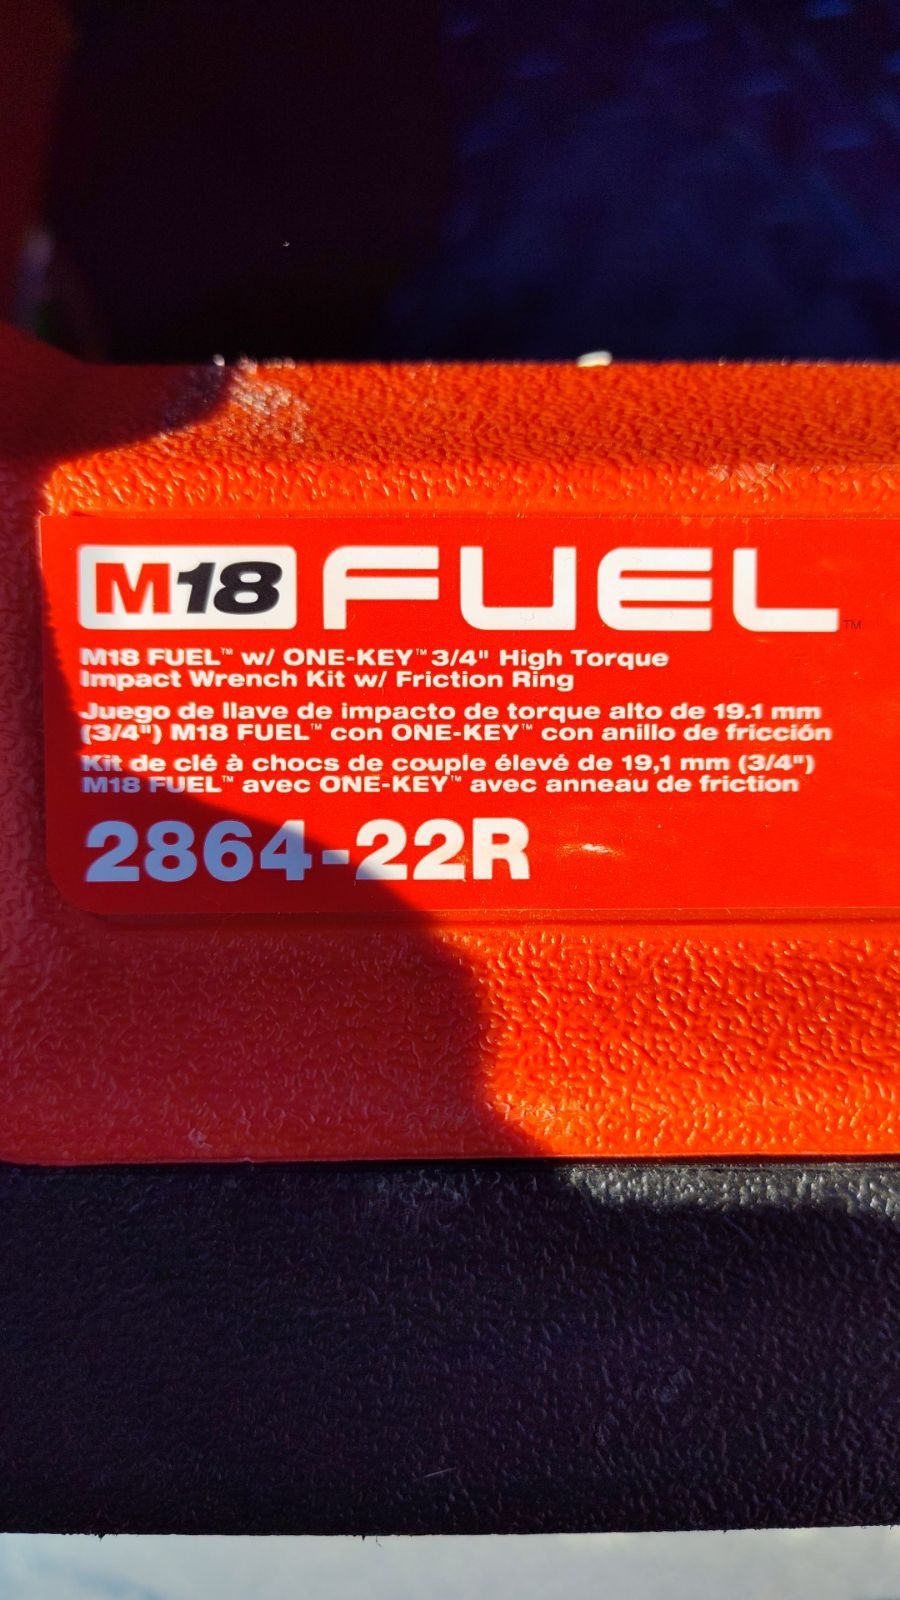 M18 FUEL™
M18 FUEL™ w/ ONE-KEY™ 3/4" High Torque
Impact Wrench Kit w/ Friction Ring
Juego de llave de impacto de torque alto de 19.1 mm
(3/4") M18 FUEL™ con ONE-KEY™ con anillo de fricción
Kit de clé à chocs de couple élevé de 19,1 mm (3/4")
M18 FUEL™ avec ONE-KEY™ avec anneau de friction
2864-22R